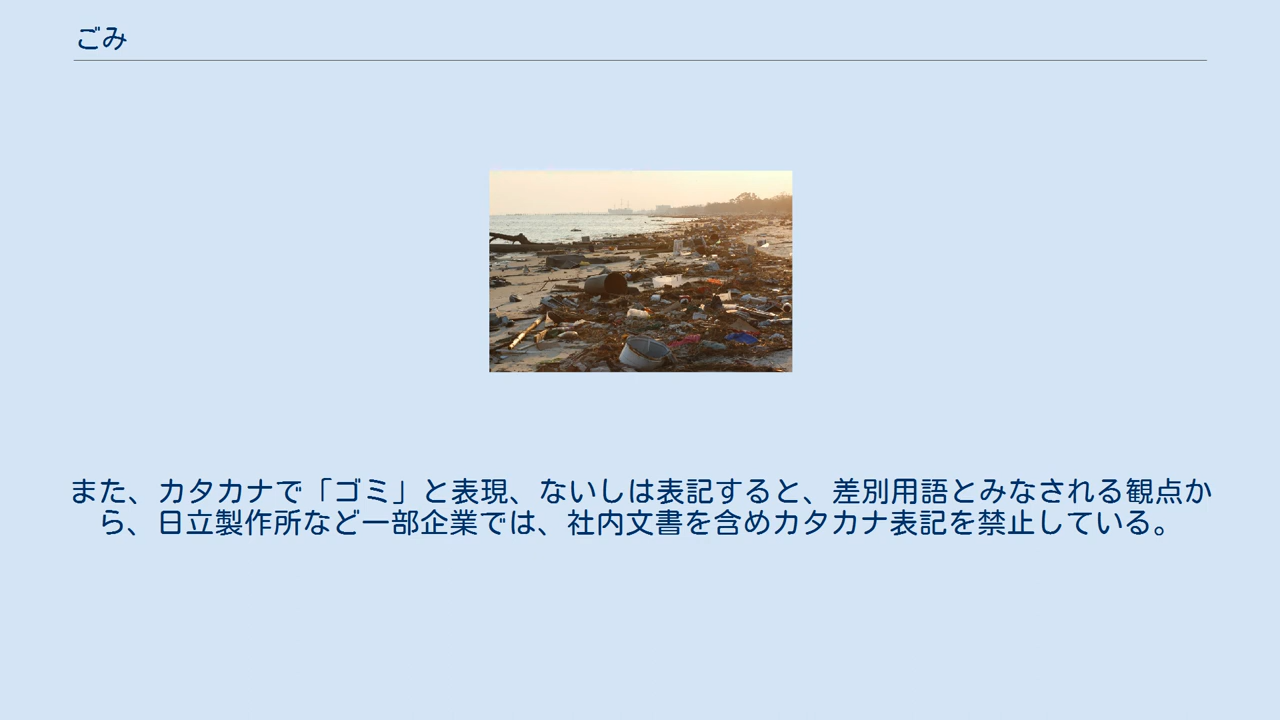 ごみ
また、カタカナで「ゴミ」と表現、ないしは表記すると、差別用語とみなされる観点か
ら、日立製作所など一部企業では、社内文書を含めカタカナ表記を禁止している。